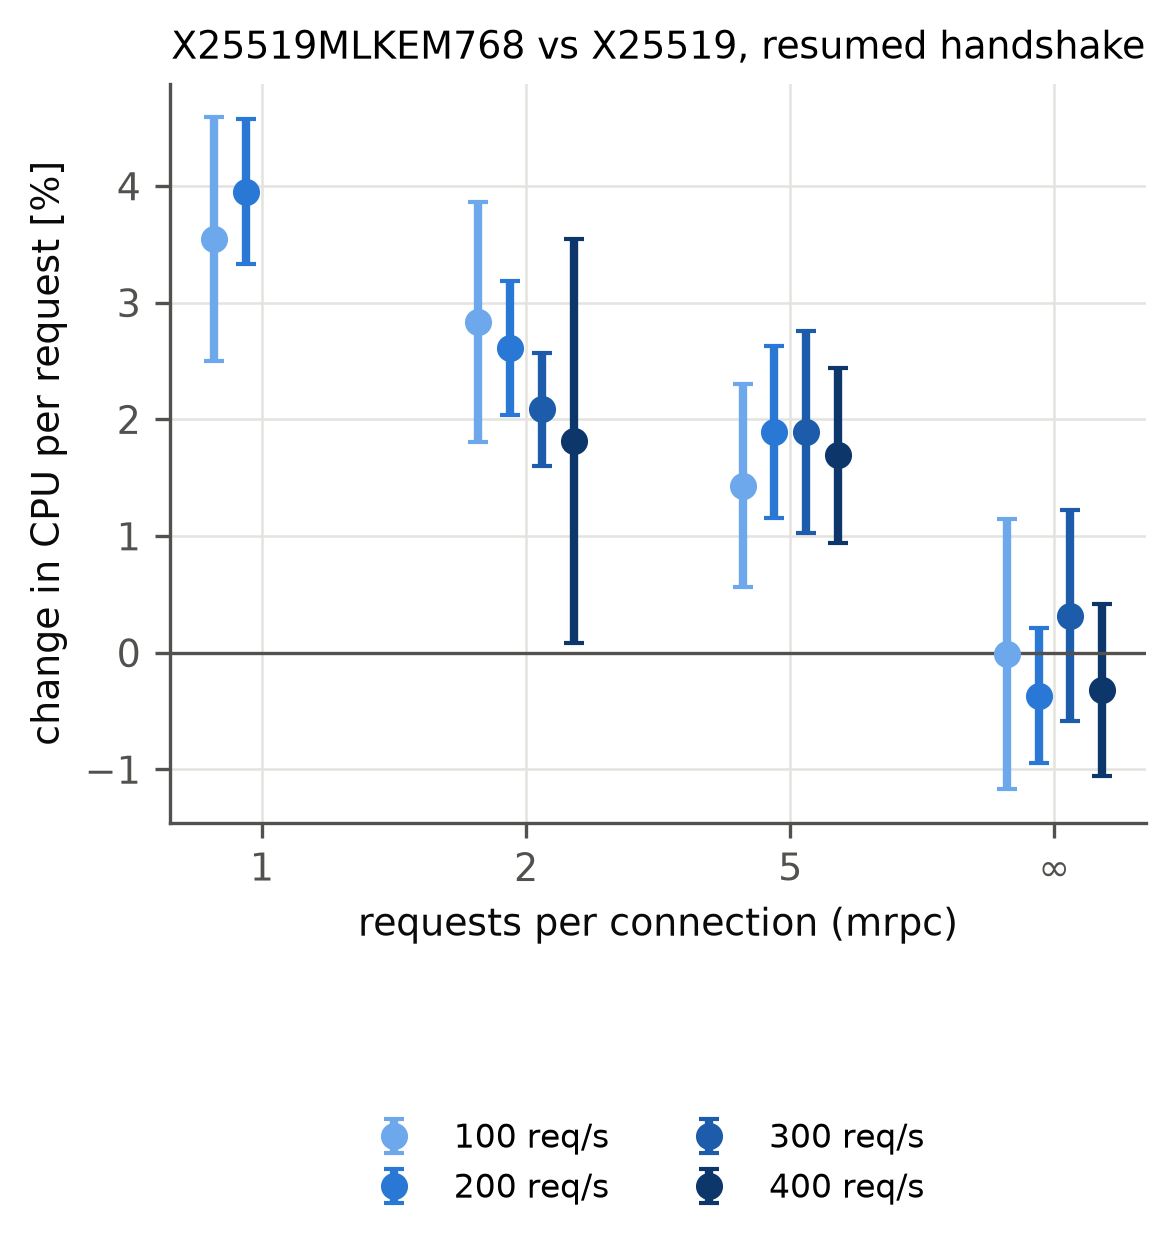 X25519MLKEM768 vs X25519, resumed handshake
change in CPU per request [%]
4
3
2
1
0
−1
1 2 5 ∞
requests per connection (mrpc)
100 req/s 300 req/s
200 req/s 400 req/s